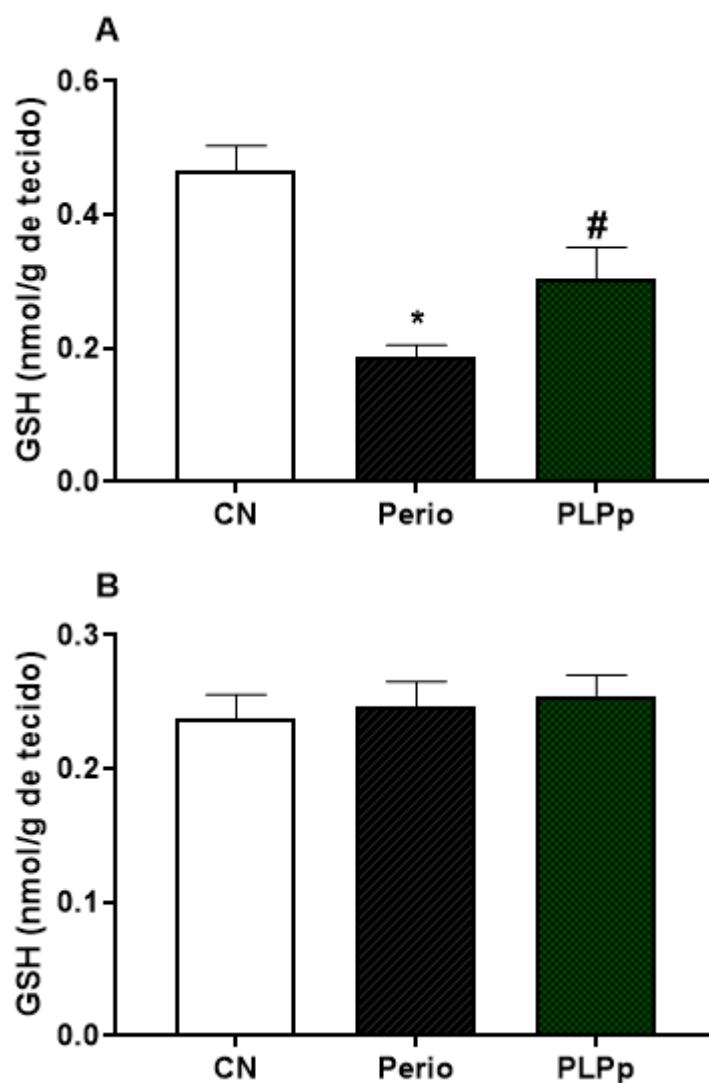 A
GSH (nmol/g de tecido)
0.6
0.4
0.2
0.0
*
#
CN Perio PLPp
B
GSH (nmol/g de tecido)
0.3
0.2
0.1
0.0
CN Perio PLPp